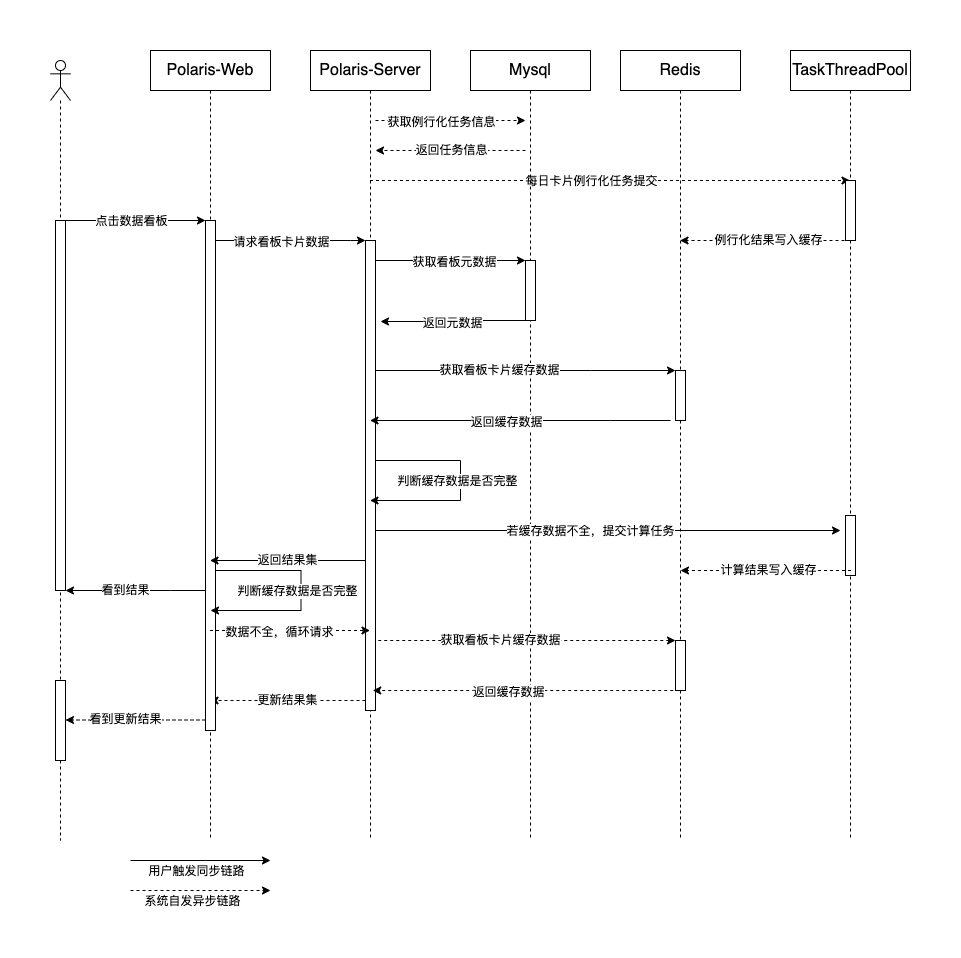 Polaris-Web
Polaris-Server
Mysql
Redis
TaskThreadPool
获取例行化任务信息
返回任务信息
每日卡片例行化任务提交
点击数据看板
请求看板卡片数据
例行化结果写入缓存
获取看板元数据
返回元数据
获取看板卡片缓存数据
返回缓存数据
判断缓存数据是否完整
若缓存数据不全，提交计算任务
返回结果集
计算结果写入缓存
看到结果
判断缓存数据是否完整
数据不全，循环请求
获取看板卡片缓存数据
返回缓存数据
更新结果集
看到更新结果
用户触发同步链路
系统自发异步链路